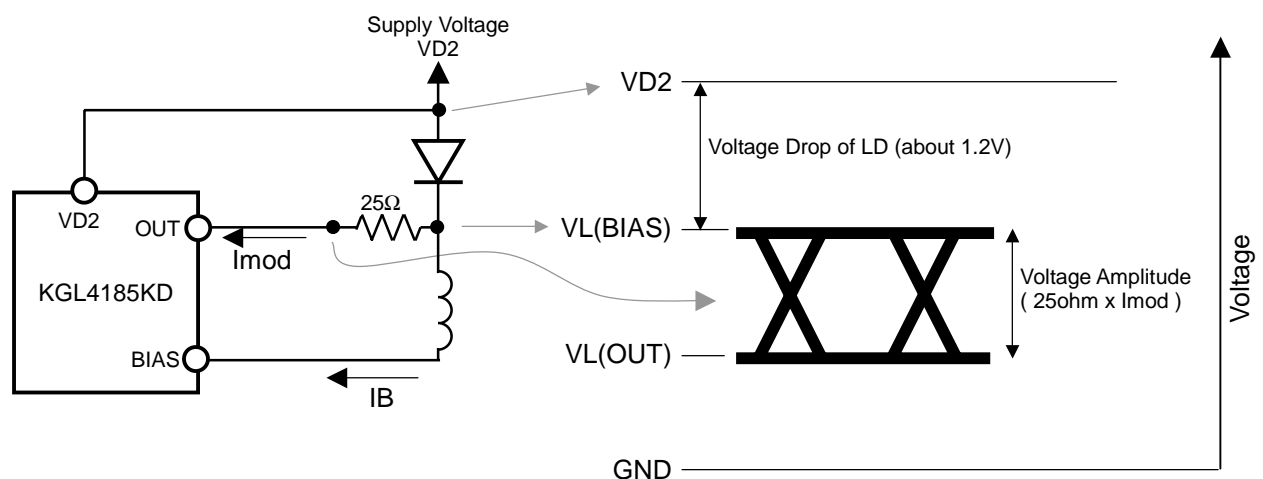 Supply Voltage
VD2
VD2
Voltage Drop of LD (about 1.2V)
25Ω
VD2
OUT
VL(BIAS)
Imod
Voltage Amplitude
( 25ohm x Imod )
KGL4185KD
Voltage
VL(OUT)
BIAS
IB
GND